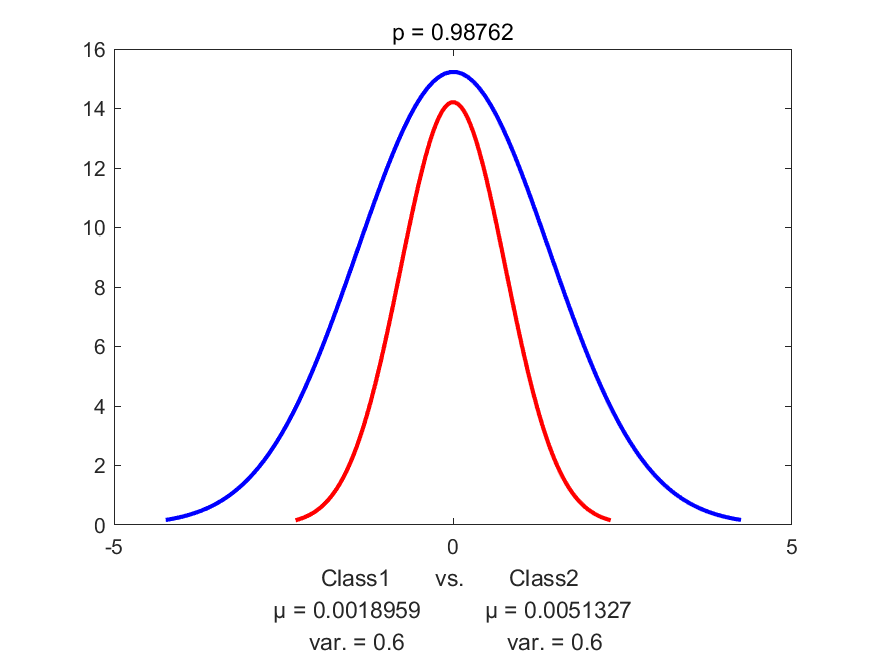 p = 0.98762
16
14
12
10
8
6
4
2
0
-5 0 5
Class1 vs. Class2
μ = 0.0018959 μ = 0.0051327
var. = 0.6 var. = 0.6